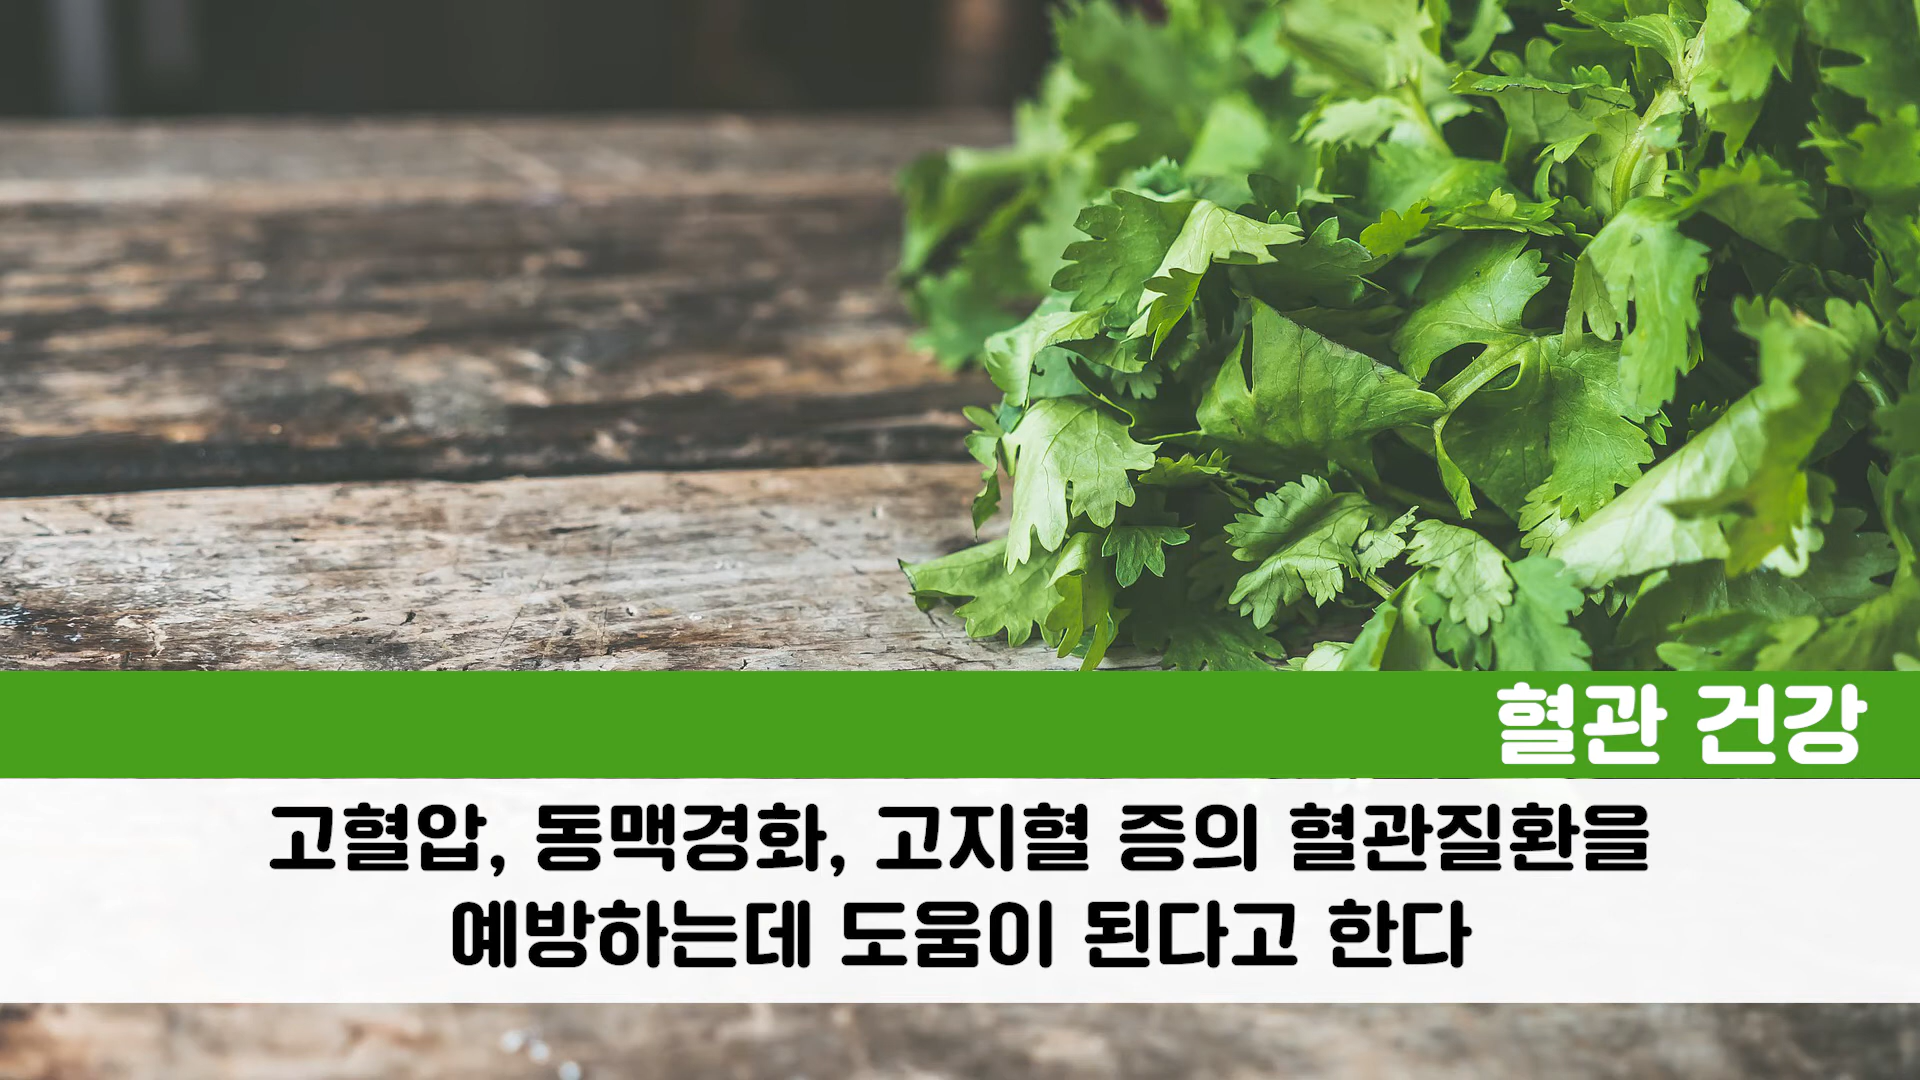 혈관 건강
고혈압, 동맥경화, 고지혈 증의 혈관질환을
예방하는데 도움이 된다고 한다